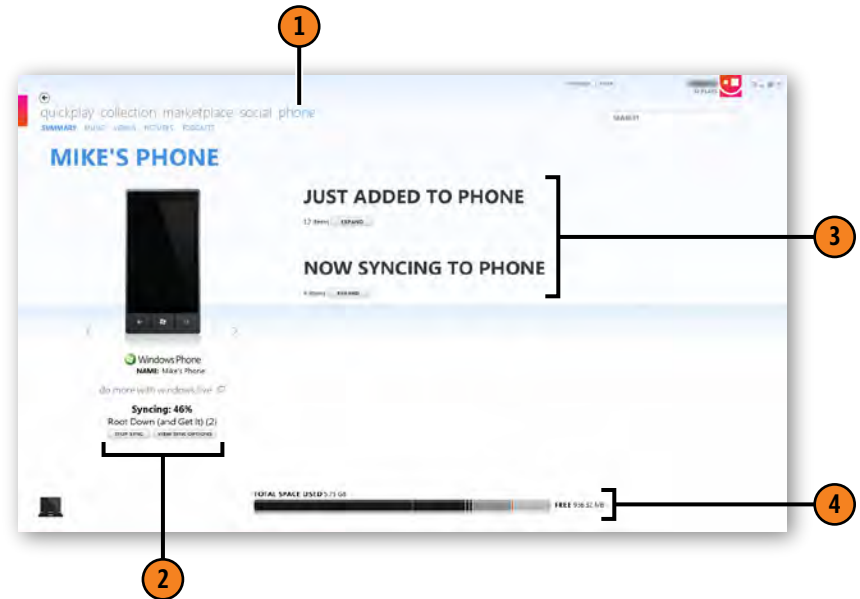 1
quickplay collection marketplace social phone
SUMMARY MUSIC VIDEOS PICTURES PODCASTS
SEARCH
MIKE'S PHONE
JUST ADDED TO PHONE
12 items EXPAND
NOW SYNCING TO PHONE
4 items EXPAND
3
Windows Phone
NAME: Mike's Phone
do more with windows live
Syncing: 46%
Root Down (and Get It) (2)
STOP SYNC VIEW SYNC OPTIONS
TOTAL SPACE USED
FREE
4
2